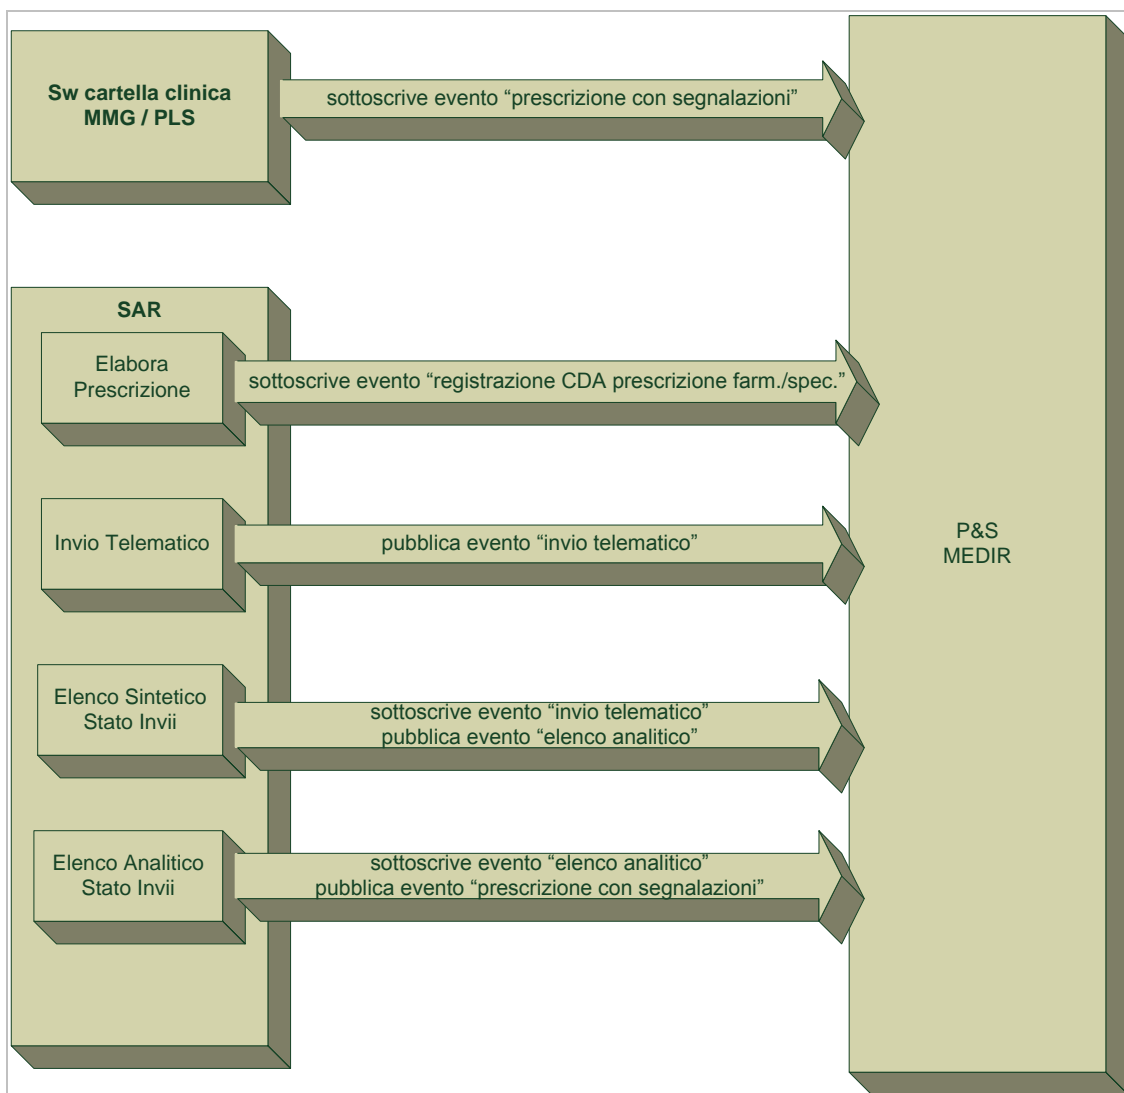 Sw cartella clinica
MMG / PLS
sottoscrive evento “prescrizione con segnalazioni”
SAR
Elabora
Prescrizione
sottoscrive evento “registrazione CDA prescrizione farm./spec.”
Invio Telematico
pubblica evento “invio telematico”
P&S
MEDIR
Elenco Sintetico
Stato Invii
sottoscrive evento “invio telematico”
pubblica evento “elenco analitico”
Elenco Analitico
Stato Invii
sottoscrive evento “elenco analitico”
pubblica evento “prescrizione con segnalazioni”